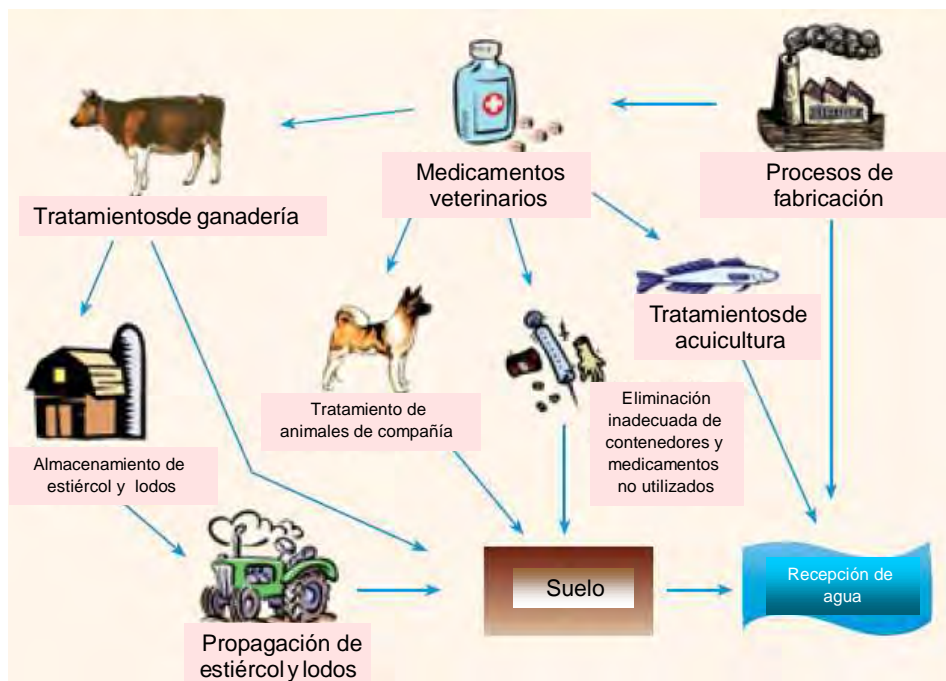 Medicamentos
veterinarios
Procesos de
fabricación
Tratamientosde ganadería
Tratamientosde
acuicultura
Tratamiento de
animales de compañía
Eliminación
inadecuada de
contenedores y
medicamentos
no utilizados
Almacenamiento de
estiércol y lodos
Propagación de
estiércol y lodos
Suelo
Recepción de
agua